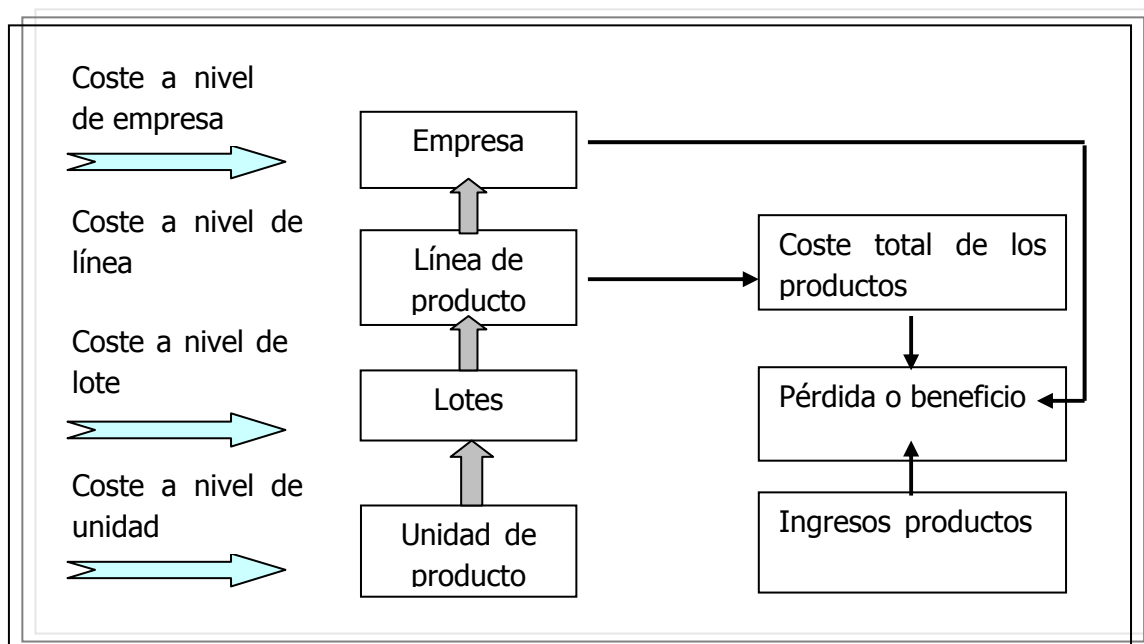 Coste a nivel
de empresa
Empresa
Coste a nivel de
línea
Línea de
producto
Coste total de los
productos
Coste a nivel de
lote
Lotes
Pérdida o beneficio
Coste a nivel de
unidad
Unidad de
producto
Ingresos productos